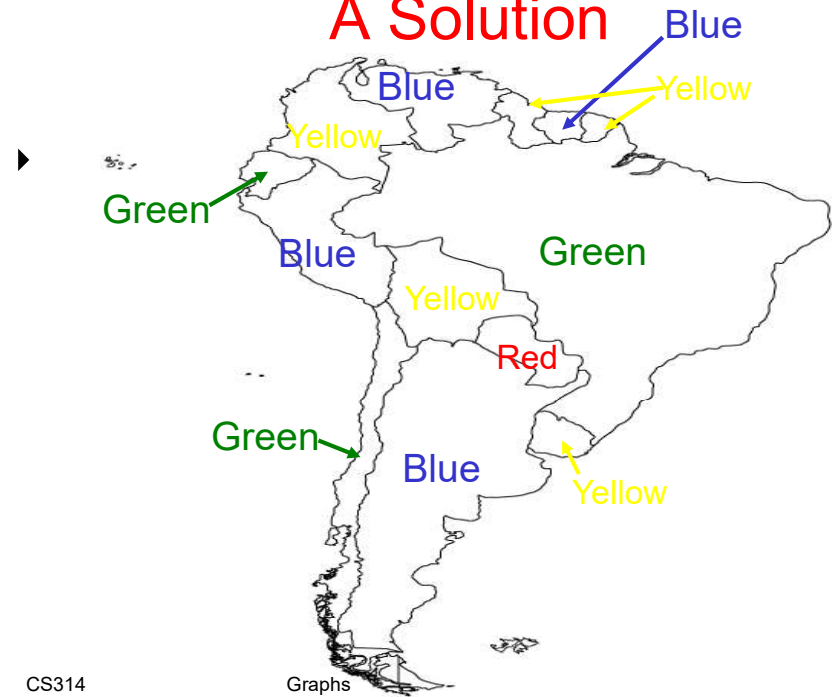 A Solution
Blue
Blue
Yellow
Yellow
Green
Blue
Green
Yellow
Red
Green
Blue
Yellow
CS314
Graphs